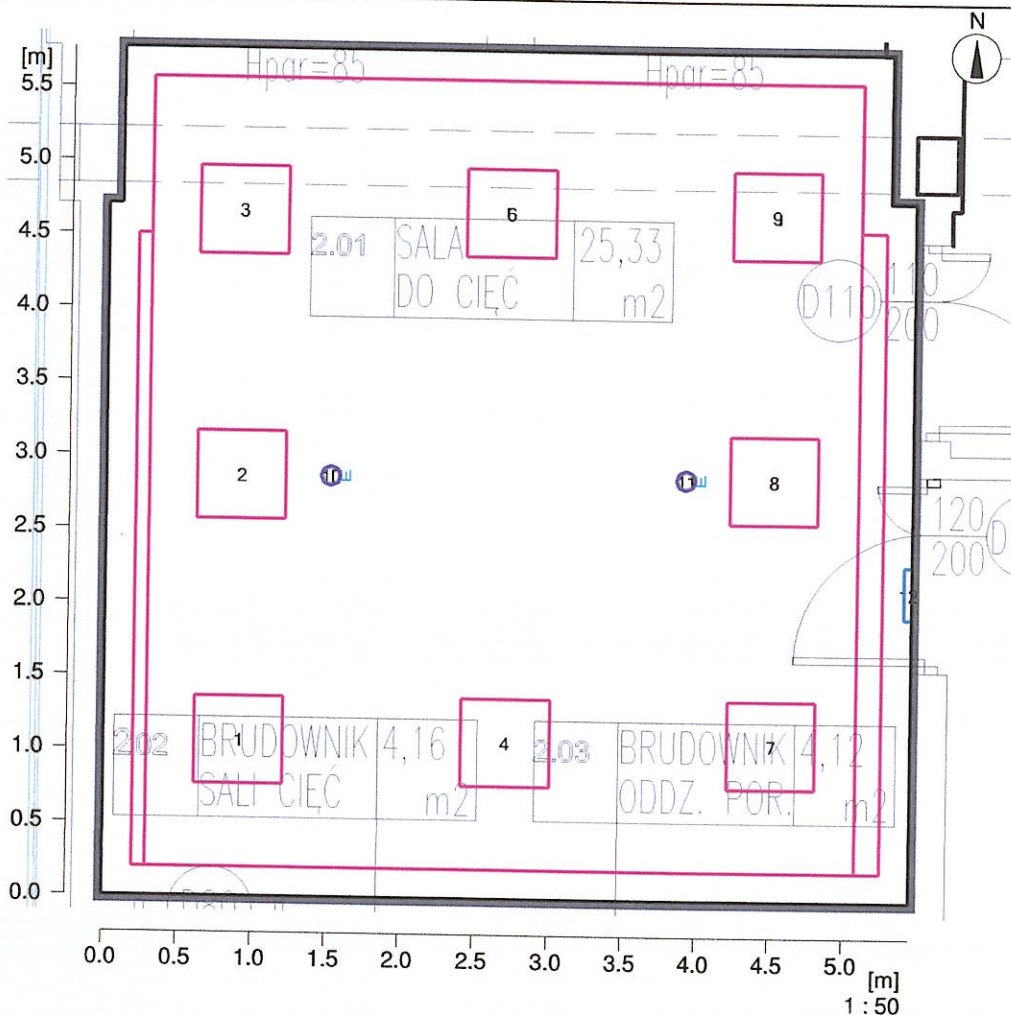 N
[m]
Hpar=85 Hpar=85
5.5
5.0
3 6 9
4.5
2.01 SALA 25,33
DO CIĘĆ m2
D110 110
200
4.0
3.5
3.0
2 10 E 11 E 8
2.5
120
200 D
12
2.0
1.5
1 4 7
1.0
2.02 BRUDOWNIK 4,16
SALI CIĘĆ m2
2.03 BRUDOWNIK 4,12
ODDZ. POR. m2
0.5
0.0
0.0 0.5 1.0 1.5 2.0 2.5 3.0 3.5 4.0 4.5 5.0
[m]
1 : 50